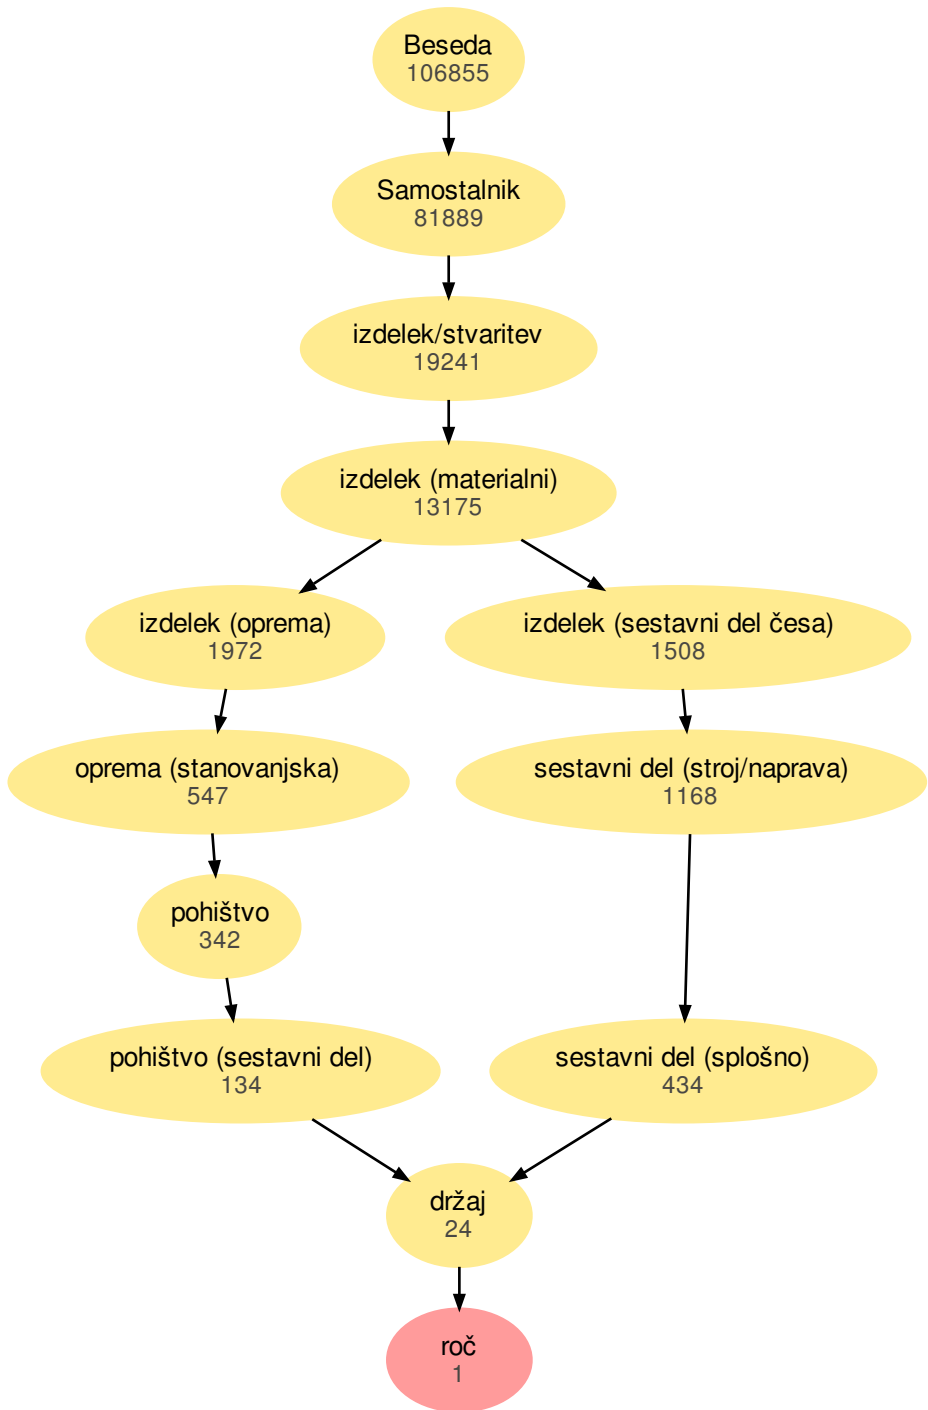 Beseda
106855
Samostalnik
81889
izdelek/stvaritev
19241
izdelek (materialni)
13175
izdelek (oprema)
1972
izdelek (sestavni del česa)
1508
oprema (stanovanjska)
547
sestavni del (stroj/naprava)
1168
pohištvo
342
pohištvo (sestavni del)
134
sestavni del (splošno)
434
držaj
24
roč
1